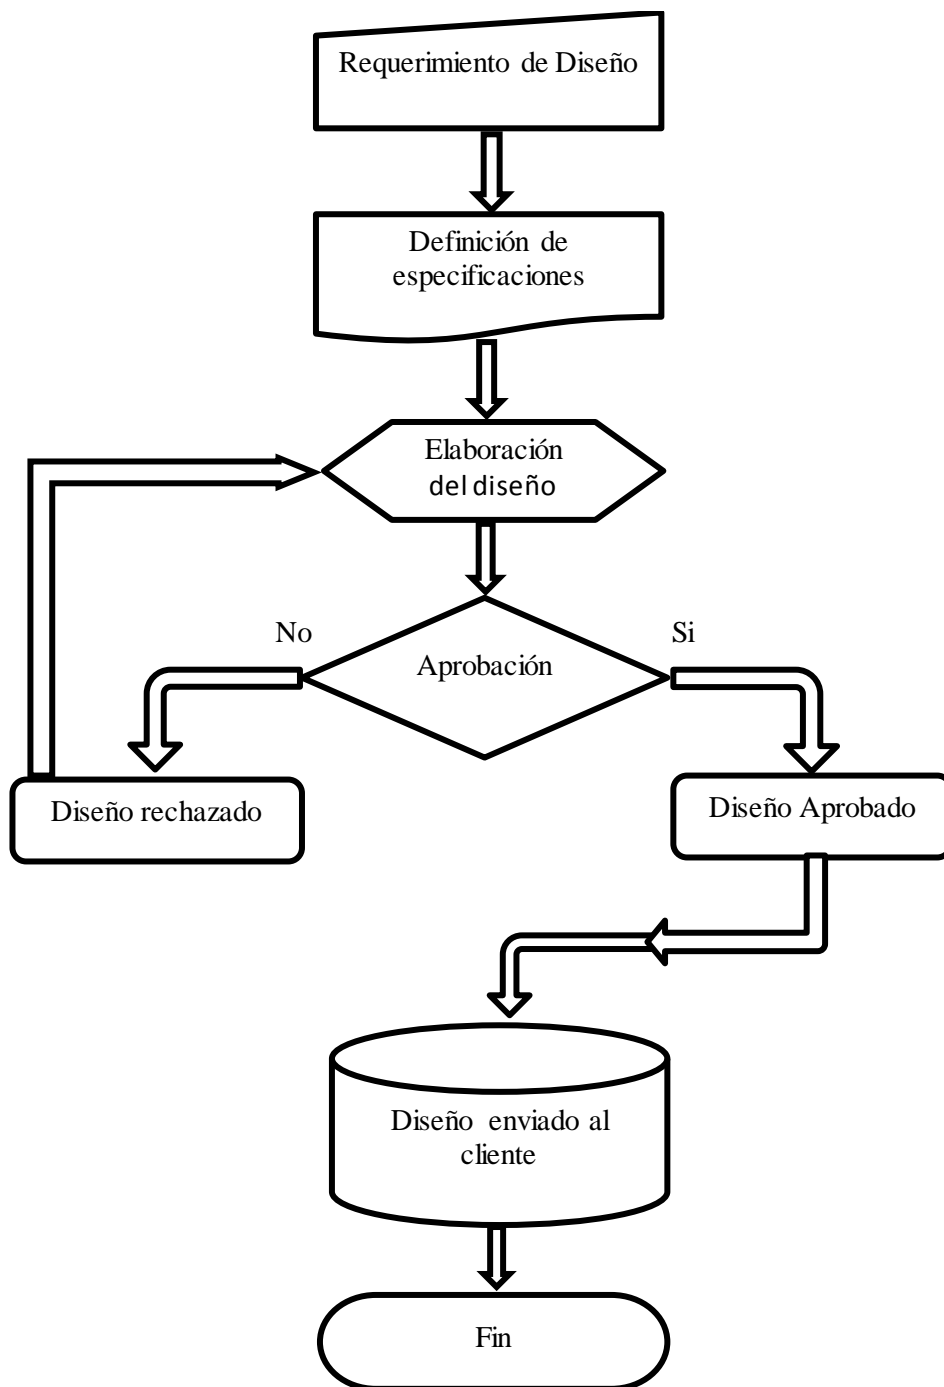 Requerimiento de Diseño
Definición de
especificaciones
Elaboración
del diseño
No
Si
Aprobación
Diseño rechazado
Diseño Aprobado
Diseño enviado al
cliente
Fin